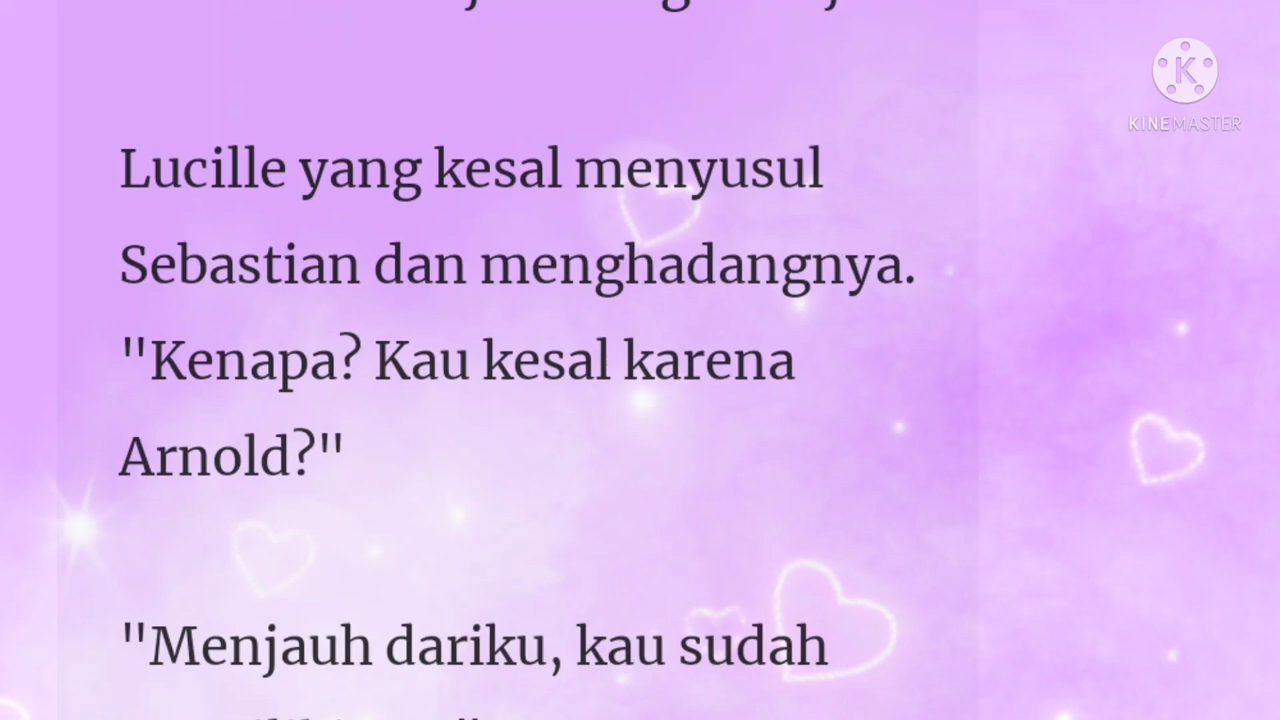 Lucille yang kesal menyusul
Sebastian dan menghadangnya.
"Kenapa? Kau kesal karena
Arnold?"
"Menjauh dariku, kau sudah
KINEMASTER